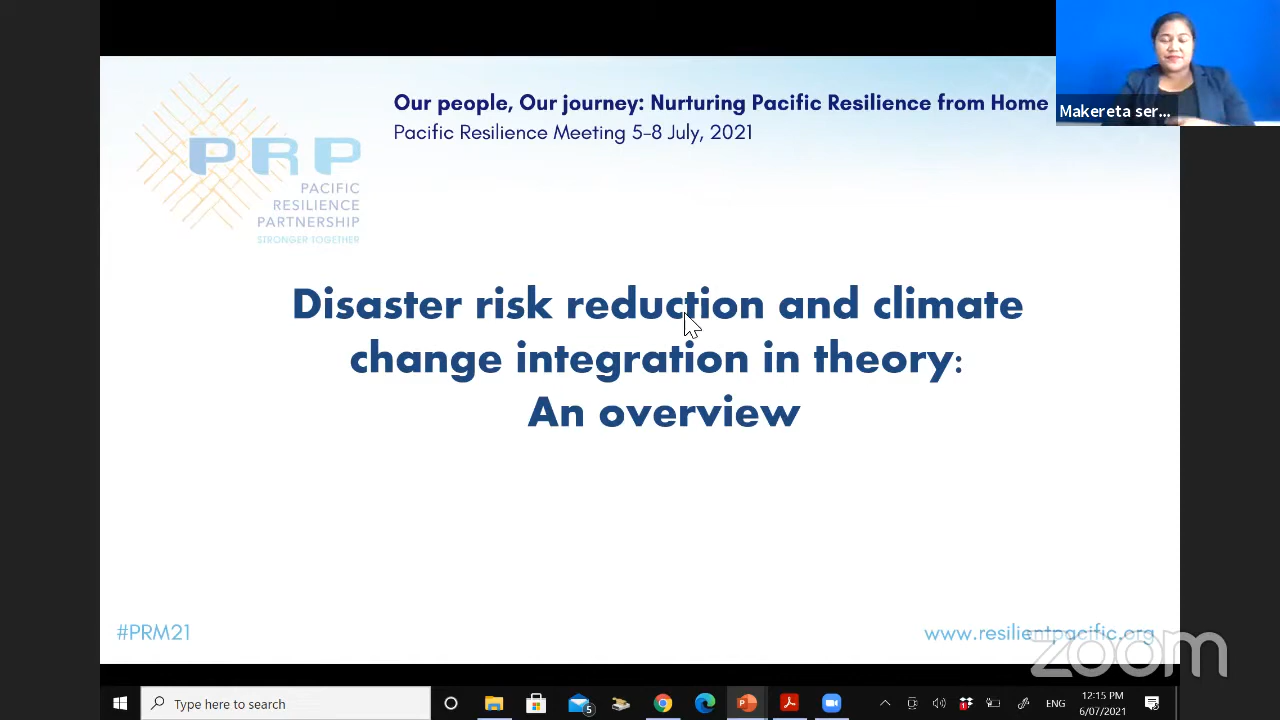 Our people, Our journey: Nurturing Pacific Resilience from Home
Pacific Resilience Meeting 5-8 July, 2021
Makereta ser...
PRP
PACIFIC
RESILIENCE
PARTNERSHIP
STRONGER TOGETHER
Disaster risk reduction and climate
change integration in theory:
An overview
#PRM21
www.resilientpacific.org
zoom
Type here to search
5
ENG
12:15 PM
6/07/2021